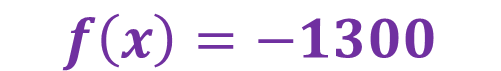 f(x) = −1300